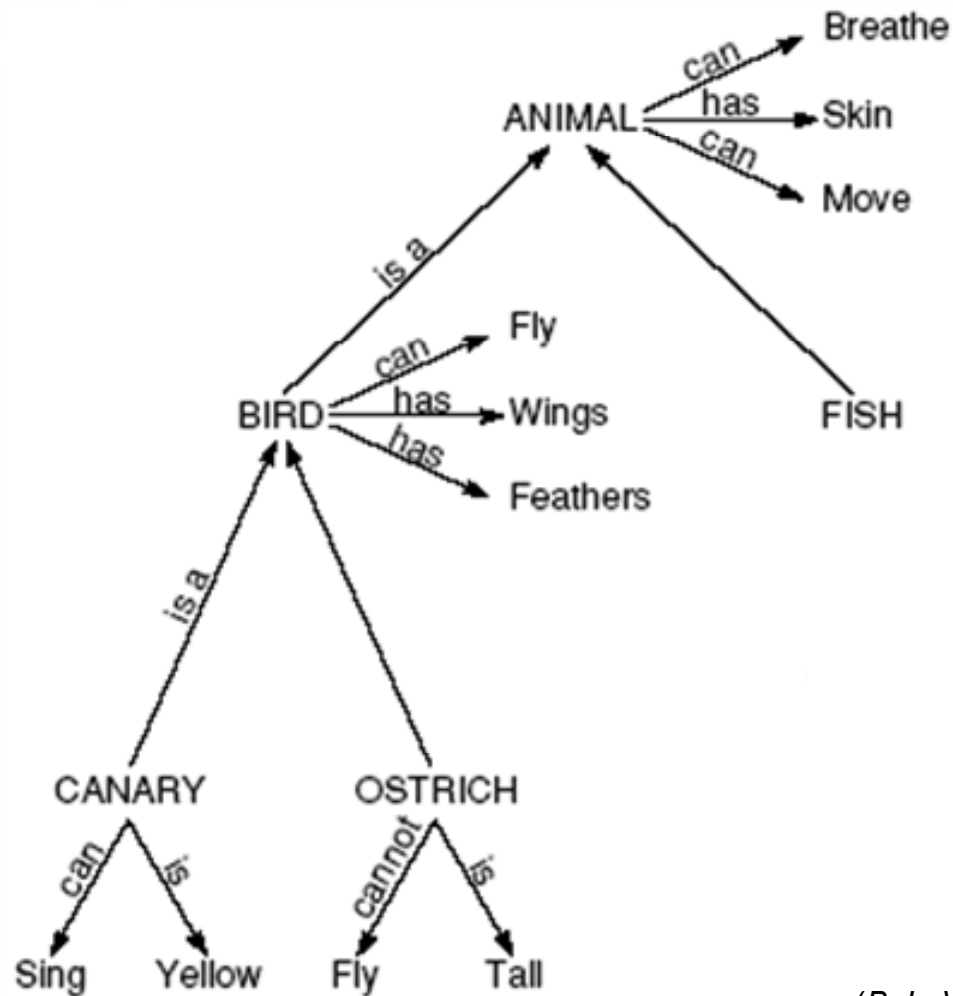 Breathe
can
ANIMAL has Skin
can
Move
is a
Fly
can
BIRD has Wings FISH
has
Feathers
is a
CANARY OSTRICH
can is cannot is
Sing Yellow Fly Tall